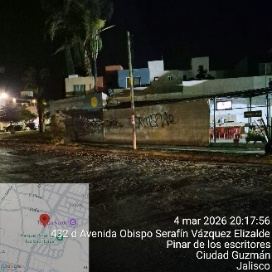 4 mar 2026 20:17:56
432 d Avenida Obispo Serafín Vázquez Elizalde
Pinar de los escritores
Ciudad Guzmán
Jalisco